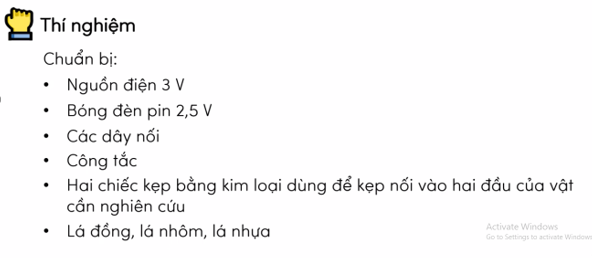 Thí nghiệm
Chuẩn bị:
• Nguồn điện 3 V
• Bóng đèn pin 2,5 V
• Các dây nối
• Công tắc
• Hai chiếc kẹp bằng kim loại dùng để kẹp nối vào hai đầu của vật
cần nghiên cứu
• Lá đồng, lá nhôm, lá nhựa
Activate Windows
Go to Settings to activate Windows